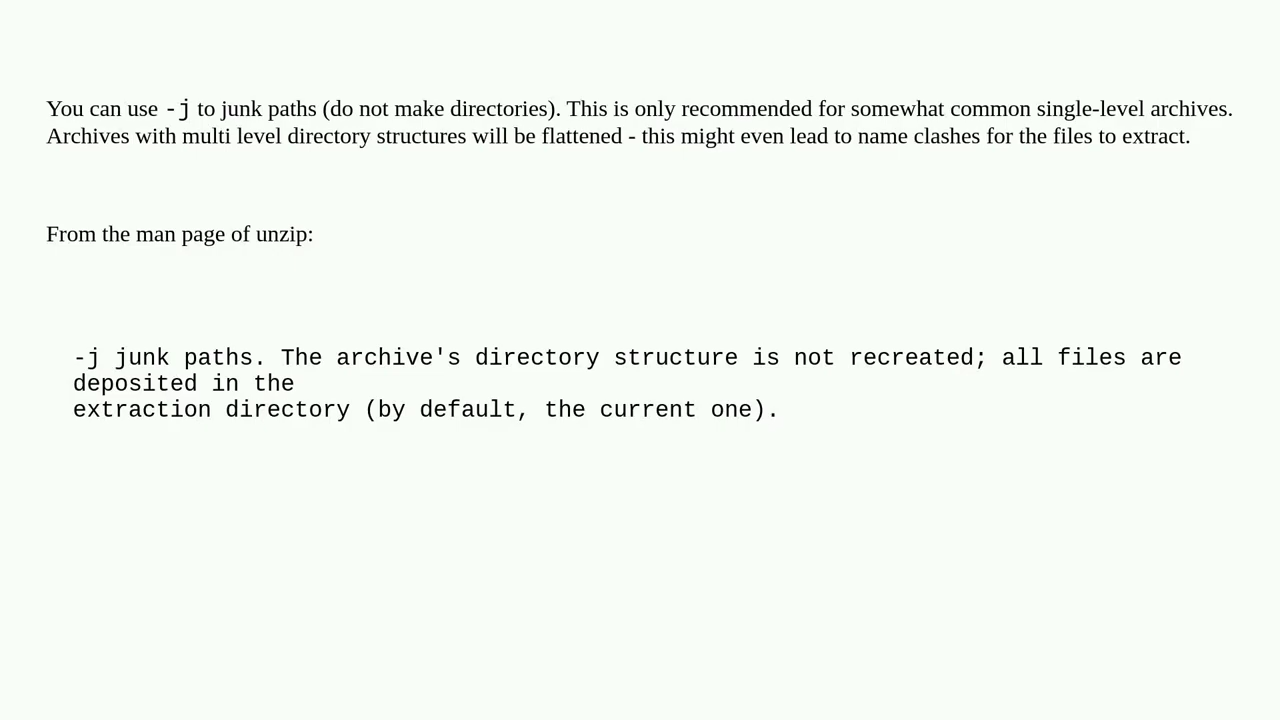 You can use -j to junk paths (do not make directories). This is only recommended for somewhat common single-level archives.
Archives with multi level directory structures will be flattened - this might even lead to name clashes for the files to extract.
From the man page of unzip:
-j junk paths. The archive's directory structure is not recreated; all files are
deposited in the
extraction directory (by default, the current one).